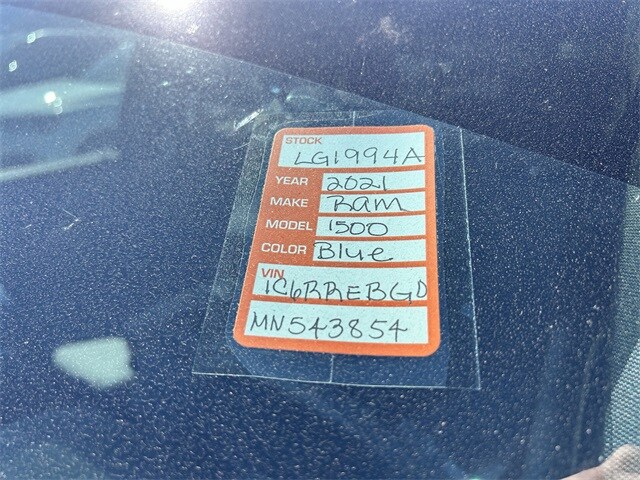 STOCK
LG1994A
YEAR 2021
MAKE Ram
MODEL 1500
COLOR Blue
VIN
1C6RREBGD
MN543854